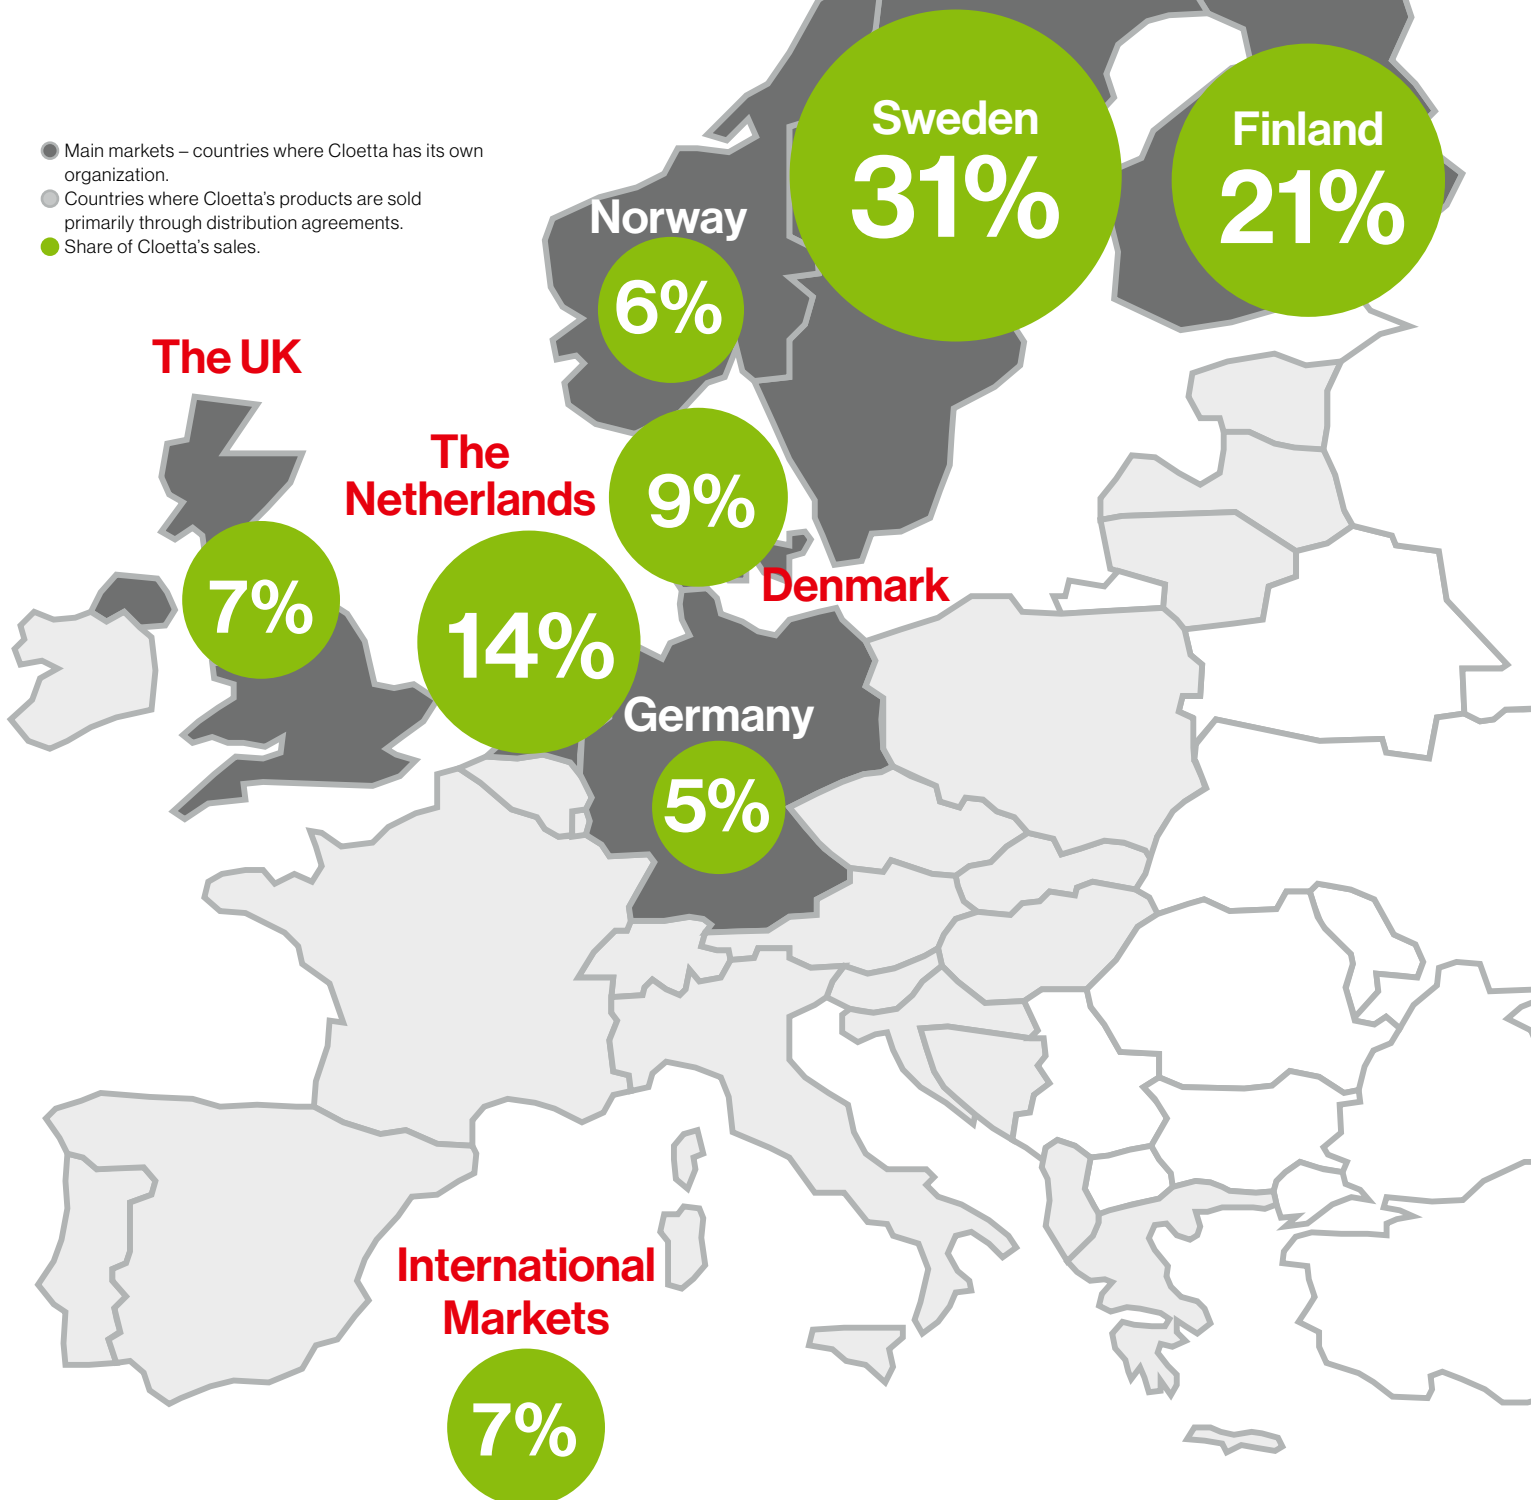 Main markets – countries where Cloetta has its own
organization.
Countries where Cloetta's products are sold
primarily through distribution agreements.
Share of Cloetta's sales.
Sweden
31%
Finland
21%
Norway
6%
The UK
7%
The
Netherlands
14%
9%
Denmark
Germany
5%
International
Markets
7%